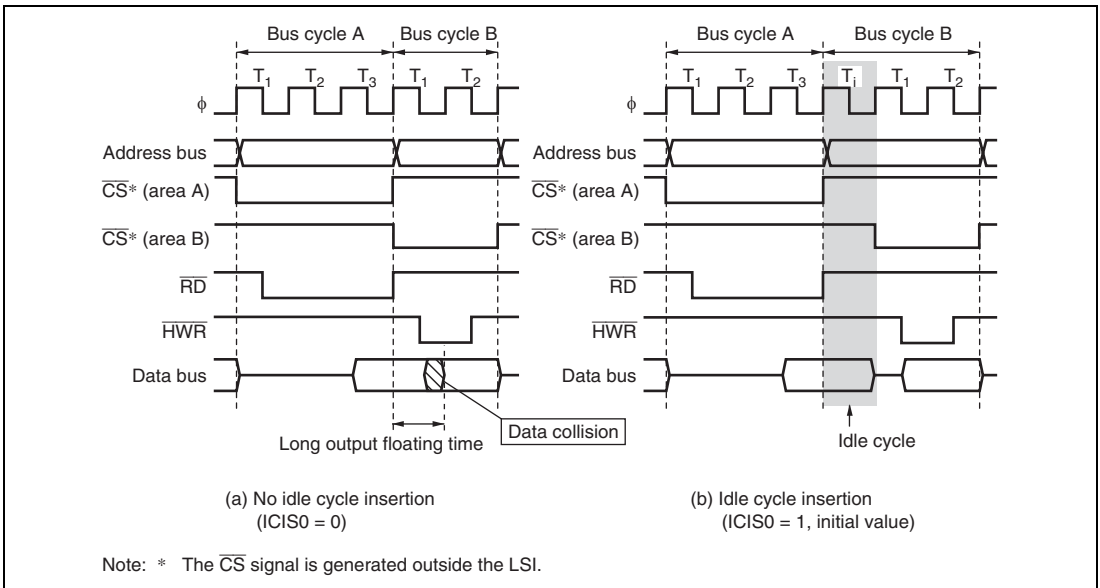 Bus cycle A Bus cycle B
T1 T2 T3 T1 T2
φ
Address bus
CS* (area A)
CS* (area B)
RD
HWR
Data bus
Long output floating time
Data collision
(a) No idle cycle insertion
(ICIS0 = 0)
Bus cycle A Bus cycle B
T1 T2 T3 Ti T1 T2
φ
Address bus
CS* (area A)
CS* (area B)
RD
HWR
Data bus
Idle cycle
(b) Idle cycle insertion
(ICIS0 = 1, initial value)
Note: * The CS signal is generated outside the LSI.